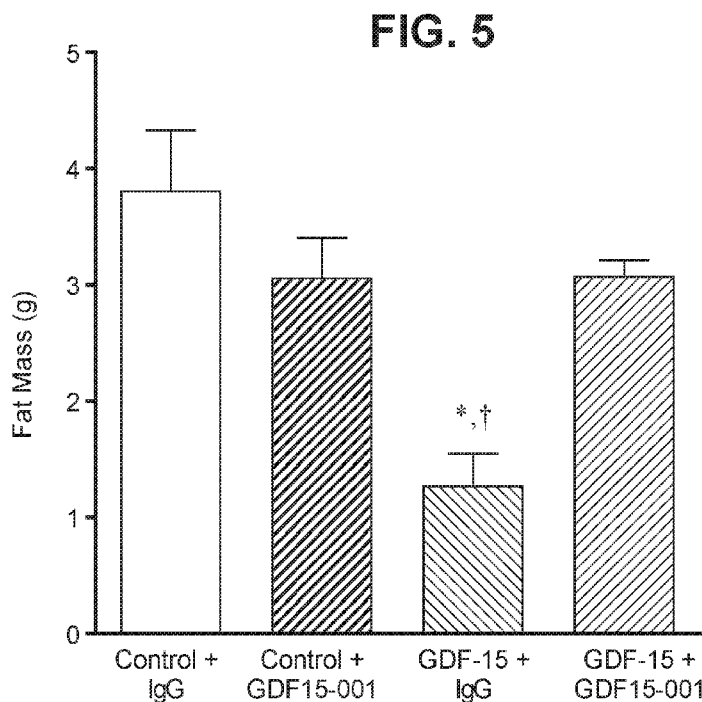 FIG. 5
5
4
3
2
1
0
Fat Mass (g)
*,†
Control +
IgG
Control +
GDF15-001
GDF-15 +
IgG
GDF-15 +
GDF15-001